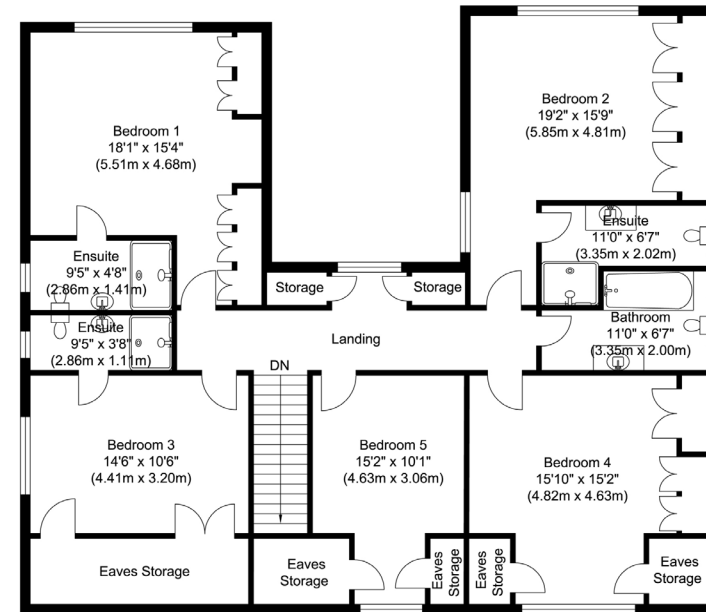 Bedroom 1
18'1" x 15'4"
(5.51m x 4.68m)
Bedroom 2
19'2" x 15'9"
(5.85m x 4.81m)
Ensuite
11'0" x 6'7"
(3.35m x 2.02m)
Ensuite
9'5" x 4'8"
(2.86m x 1.41m)
Storage
Storage
Bathroom
11'0" x 6'7"
(3.35m x 2.00m)
Ensuite
9'5" x 3'8"
(2.86m x 1.11m)
Landing
DN
Bedroom 3
14'6" x 10'6"
(4.41m x 3.20m)
Bedroom 5
15'2" x 10'1"
(4.63m x 3.06m)
Bedroom 4
15'10" x 15'2"
(4.82m x 4.63m)
Eaves Storage
Eaves
Storage
Eaves
Storage
Eaves
Storage
Eaves
Storage